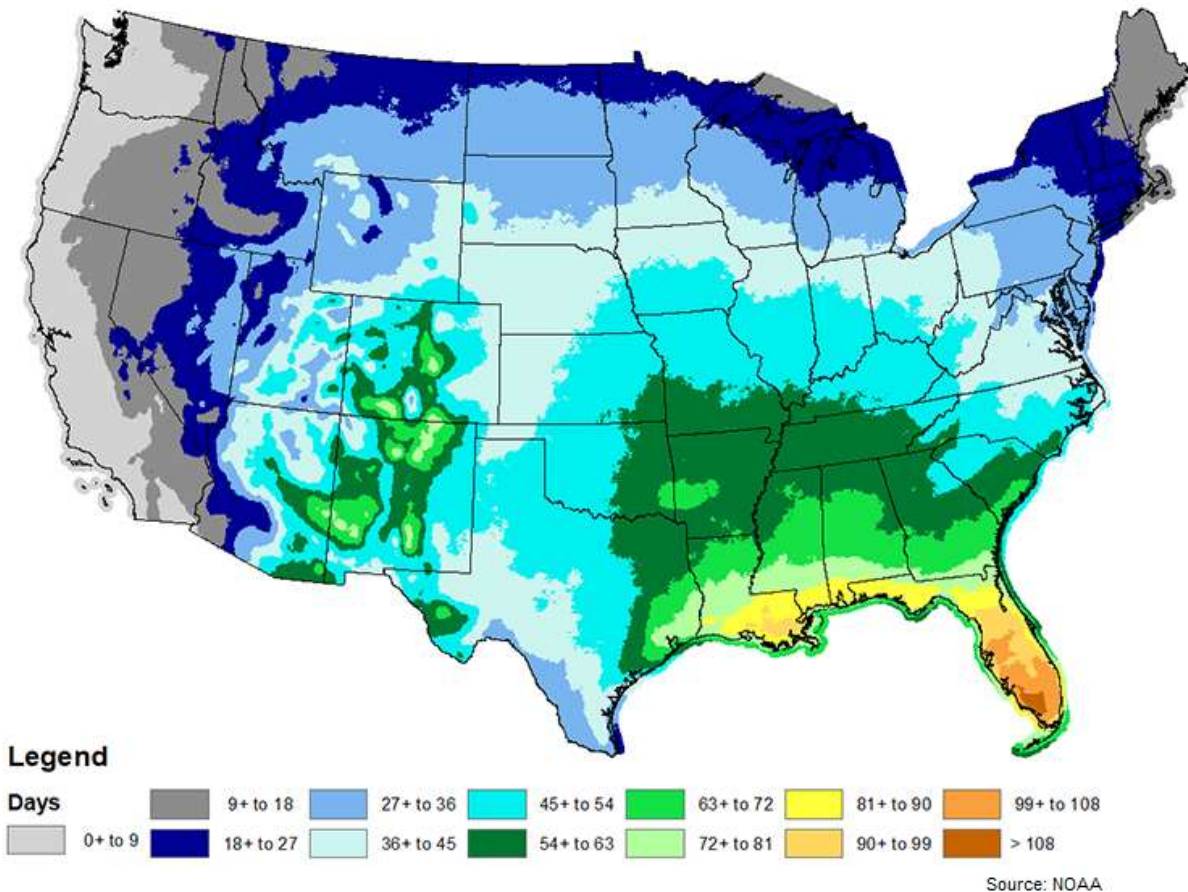 Legend
Days
0+ to 9
9+ to 18
18+ to 27
27+ to 36
36+ to 45
45+ to 54
54+ to 63
63+ to 72
72+ to 81
81+ to 90
90+ to 99
99+ to 108
> 108
Source: NOAA